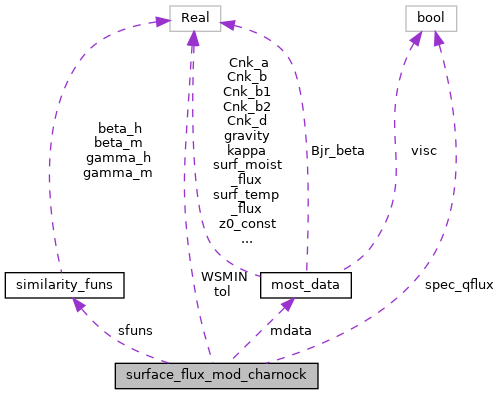 Real
bool
Cnk_a
Cnk_b
Cnk_b1
Cnk_b2
Cnk_d
gravity
kappa
surf_moist
_flux
surf_temp
_flux
z0_const
...
beta_h
beta_m
gamma_h
gamma_m
Bjr_beta
visc
similarity_funs
WSMIN
tol
most_data
spec_qflux
sfuns
mdata
surface_flux_mod_charnock